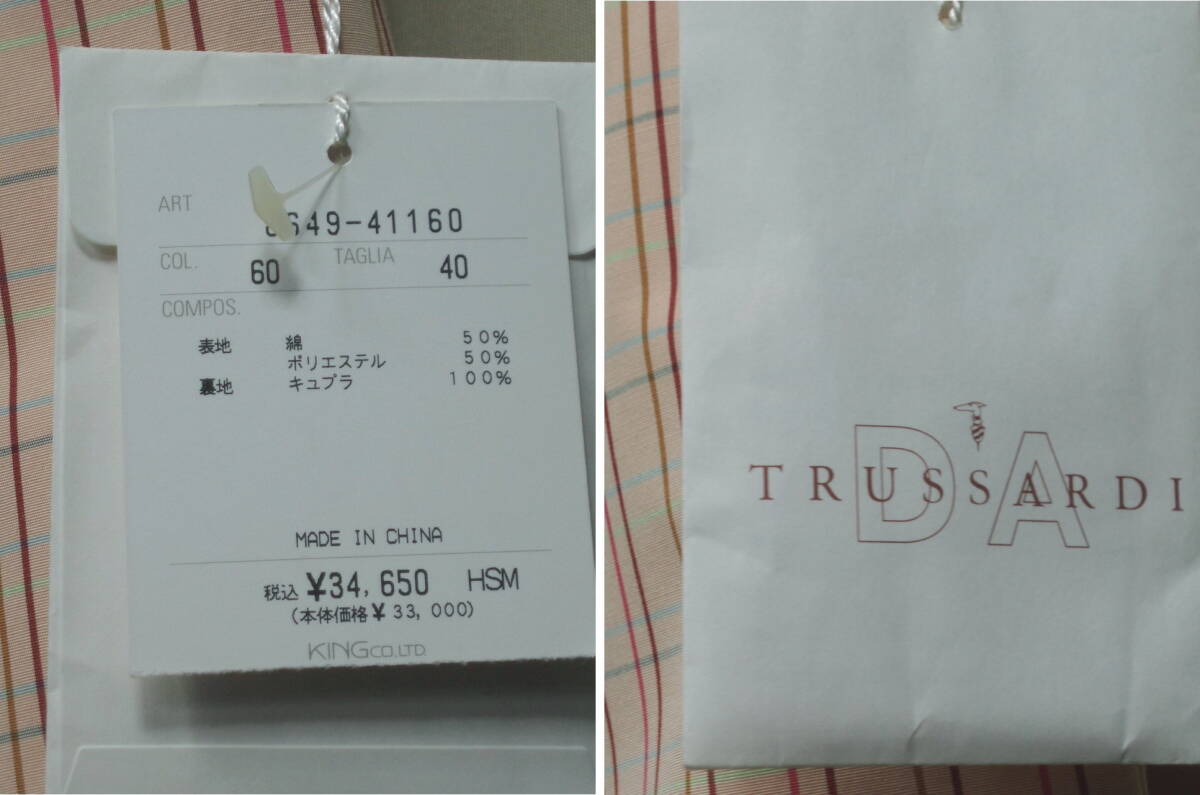 ART 649-41160
COL. 60 TAGLIA 40
COMPOS.
表地 綿 50%
ポリエステル 50%
裏地 キュプラ 100%
MADE IN CHINA
税込 ¥34,650 HSM
(本体価格¥33,000)
KING CO.,LTD.
DA
TRUSSARDI